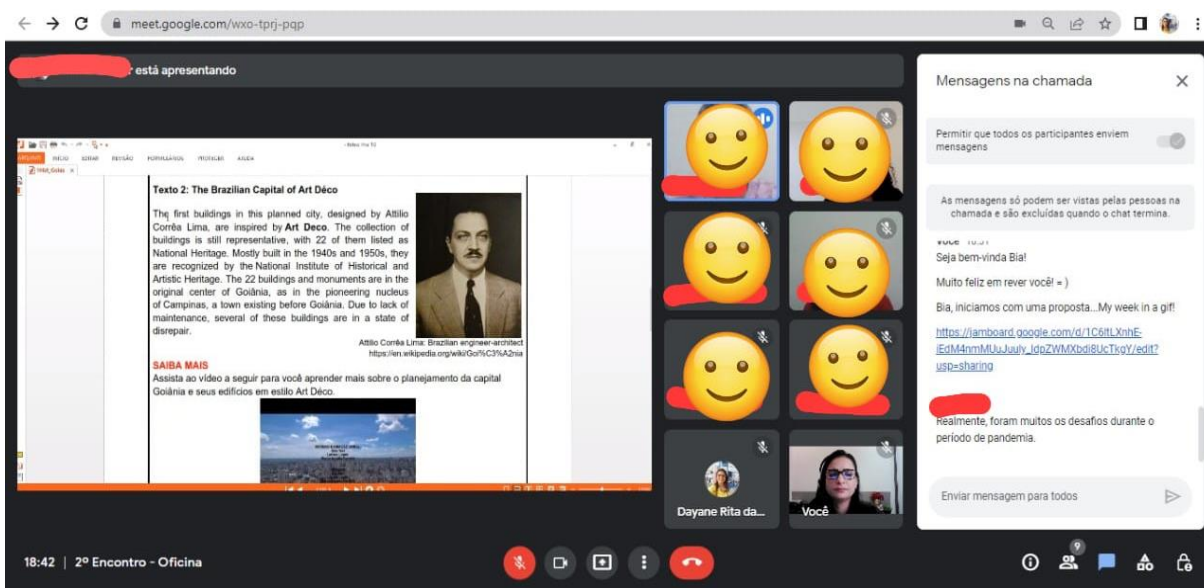 meet.google.com/wxo-tprj-pqp
está apresentando
ARQUIVO INÍCIO EDITAR REVISÃO FORMULÁRIOS PROTEGER AJUDA
Texto 2: The Brazilian Capital of Art Déco
The first buildings in this planned city, designed by Attilio
Corrêa Lima, are inspired by Art Deco. The collection of
buildings is still representative, with 22 of them listed as
National Heritage. Mostly built in the 1940s and 1950s, they
are recognized by the National Institute of Historical and
Artistic Heritage. The 22 buildings and monuments are in the
original center of Goiânia, as in the pioneering nucleus
of Campinas, a town existing before Goiânia. Due to lack of
maintenance, several of these buildings are in a state of
disrepair.
Attilio Corrêa Lima: Brazilian engineer-architect
https://en.wikipedia.org/wiki/Goi%C3%A2nia
SAIBA MAIS
Assista ao vídeo a seguir para você aprender mais sobre o planejamento da capital
Goiânia e seus edifícios em estilo Art Déco.
Dayane Rita da...
Você
Mensagens na chamada
Permitir que todos os participantes enviem
mensagens
As mensagens só podem ser vistas pelas pessoas na
chamada e são excluídas quando o chat termina.
Você
Seja bem-vinda Bia!
Muito feliz em rever você! = )
Bia, iniciamos com uma proposta...My week in a gif!
https://jamboard.google.com/d/1C6ltLXnhE-
iEdM4nmMUuJuuly_ldpZWMXbdi8UcTkgY/edit?
usp=sharing
Realmente, foram muitos os desafios durante o
período de pandemia.
Enviar mensagem para todos
18:42 | 2º Encontro - Oficina
9